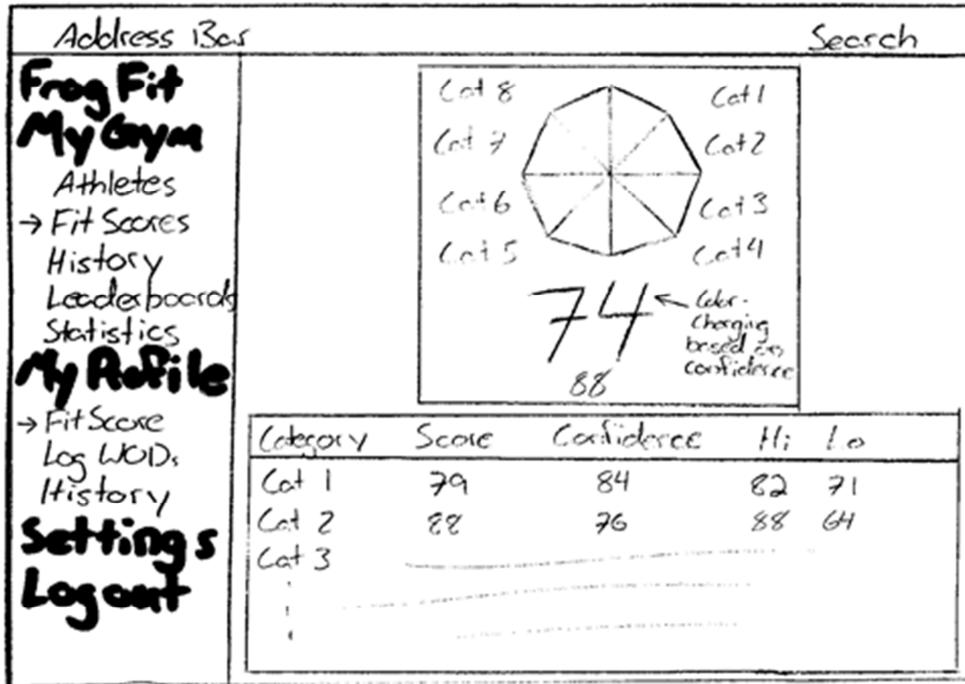 Address Bar Search
Frog Fit
My Gym
Athletes
→ Fit Scores
History
Leaderboards
Statistics
My Profile
→ Fit Score
Log WODs
History
Settings
Logout
Cat 8 Cat 1
Cat 7 Cat 2
Cat 6 Cat 3
Cat 5 Cat 4
74
88
← Color-
Changing
based on
confidence
Category Score Confidence Hi Lo
Cat 1 79 84 82 71
Cat 2 88 76 88 64
Cat 3